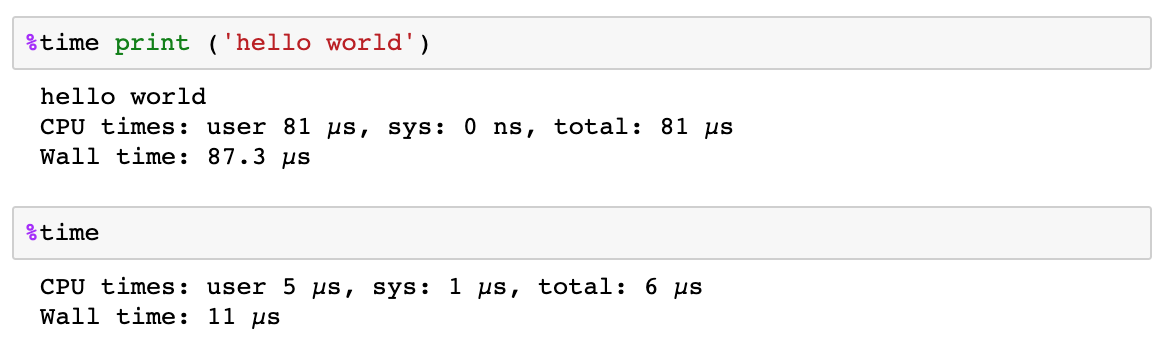 %time print ('hello world')
hello world
CPU times: user 81 µs, sys: 0 ns, total: 81 µs
Wall time: 87.3 µs
%time
CPU times: user 5 µs, sys: 1 µs, total: 6 µs
Wall time: 11 µs